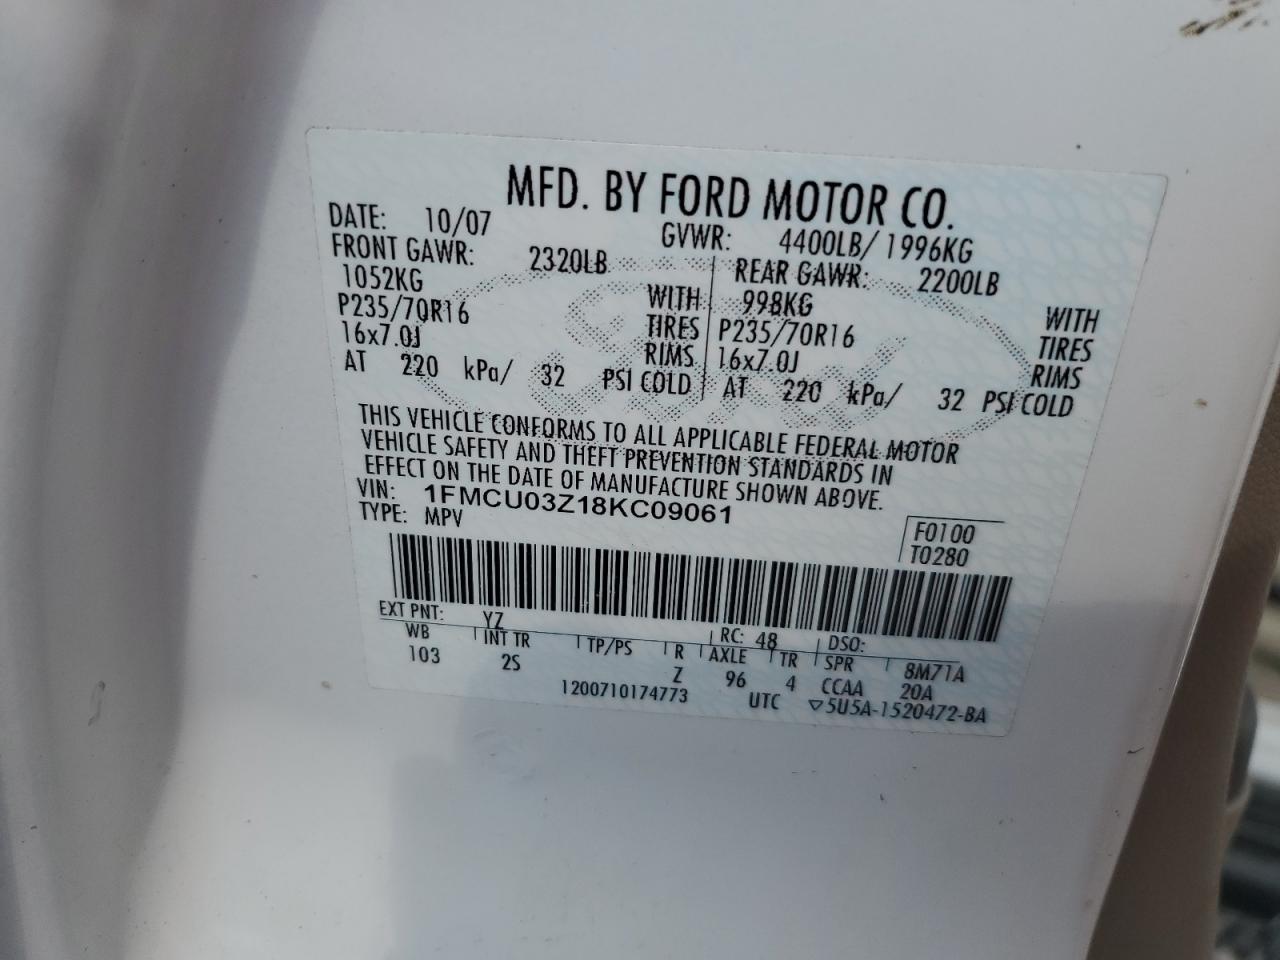 MFD. BY FORD MOTOR CO.
DATE: 10/07 GVWR: 4400LB/ 1996KG
FRONT GAWR: 2320LB REAR GAWR: 2200LB
1052KG WITH 998KG WITH
P235/70R16 TIRES P235/70R16 TIRES
16x7.0J RIMS 16x7.0J RIMS
AT 220 kPa/ 32 PSI COLD AT 220 kPa/ 32 PSI COLD
THIS VEHICLE CONFORMS TO ALL APPLICABLE FEDERAL MOTOR
VEHICLE SAFETY AND THEFT PREVENTION STANDARDS IN
EFFECT ON THE DATE OF MANUFACTURE SHOWN ABOVE.
VIN: 1FMCU03Z18KC09061
TYPE: MPV
F0100
T0280
EXT PNT: YZ RC: 48 DSO:
WB INT TR TP/PS R AXLE TR SPR 8M71A
103 2S Z 96 4 CCAA 20A
1200710174773 UTC ▽5U5A-1520472-BA
Ford